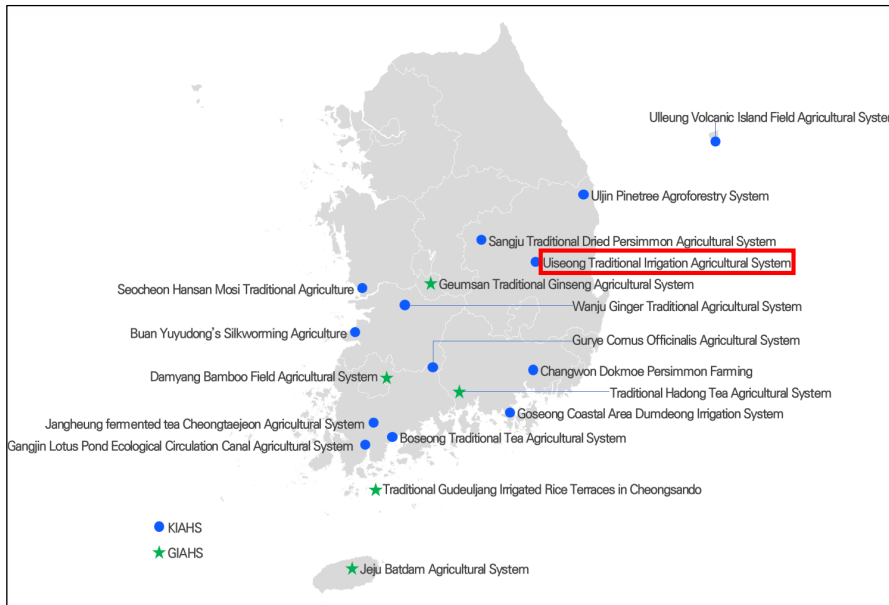 Ulleung Volcanic Island Field Agricultural System
Uljin Pinetree Agroforestry System
Sangju Traditional Dried Persimmon Agricultural System
Uiseong Traditional Irrigation Agricultural System
Geumsan Traditional Ginseng Agricultural System
Seocheon Hansan Mosi Traditional Agriculture
Wanju Ginger Traditional Agricultural System
Buan Yuyudong's Silkworming Agriculture
Gurye Cornus Officinalis Agricultural System
Changwon Dokmoe Persimmon Farming
Damyang Bamboo Field Agricultural System
Traditional Hadong Tea Agricultural System
Goseong Coastal Area Dumdeong Irrigation System
Jangheung fermented tea Cheongtaejeon Agricultural System
Boseong Traditional Tea Agricultural System
Gangjin Lotus Pond Ecological Circulation Canal Agricultural System
Traditional Gudeuljang Irrigated Rice Terraces in Cheongsando
KIAHS
GIAHS
Jeju Batdam Agricultural System